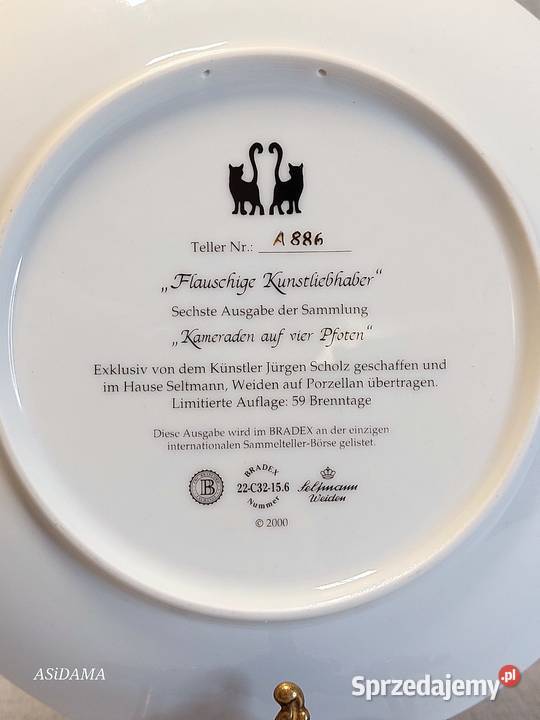 Teller Nr.: A 886
„Flauschige Kunstliebhaber“
Sechste Ausgabe der Sammlung
„Kameraden auf vier Pfoten“
Exklusiv von dem Künstler Jürgen Scholz geschaffen und
im Hause Seltmann, Weiden auf Porzellan übertragen.
Limitierte Auflage: 59 Brenntage
Diese Ausgabe wird im BRADEX an der einzigen
internationalen Sammelteller-Börse gelistet.
B
BRADEX
22-C32-15.6
Nummer
Seltmann
Weiden
© 2000
ASiDAMA
Sprzedajemy.pl